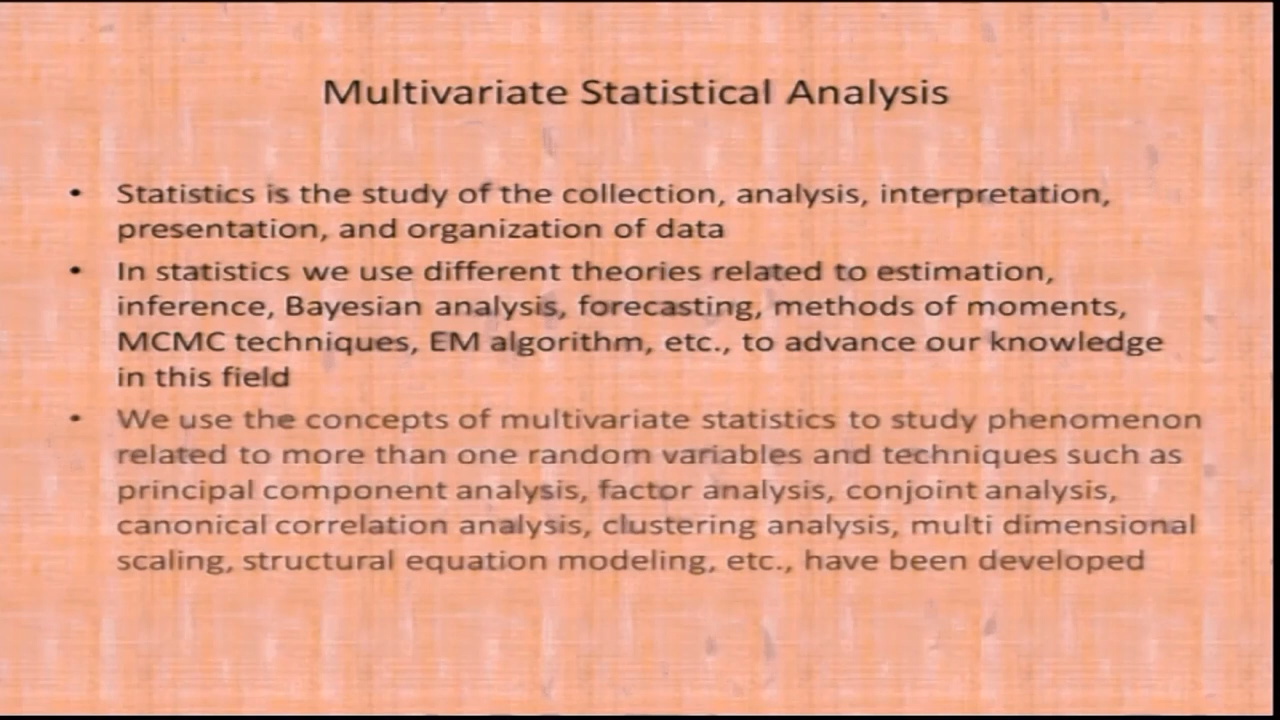 Multivariate Statistical Analysis
• Statistics is the study of the collection, analysis, interpretation,
presentation, and organization of data
• In statistics we use different theories related to estimation,
inference, Bayesian analysis, forecasting, methods of moments,
MCMC techniques, EM algorithm, etc., to advance our knowledge
in this field
• We use the concepts of multivariate statistics to study phenomenon
related to more than one random variables and techniques such as
principal component analysis, factor analysis, conjoint analysis,
canonical correlation analysis, clustering analysis, multi dimensional
scaling, structural equation modeling, etc., have been developed